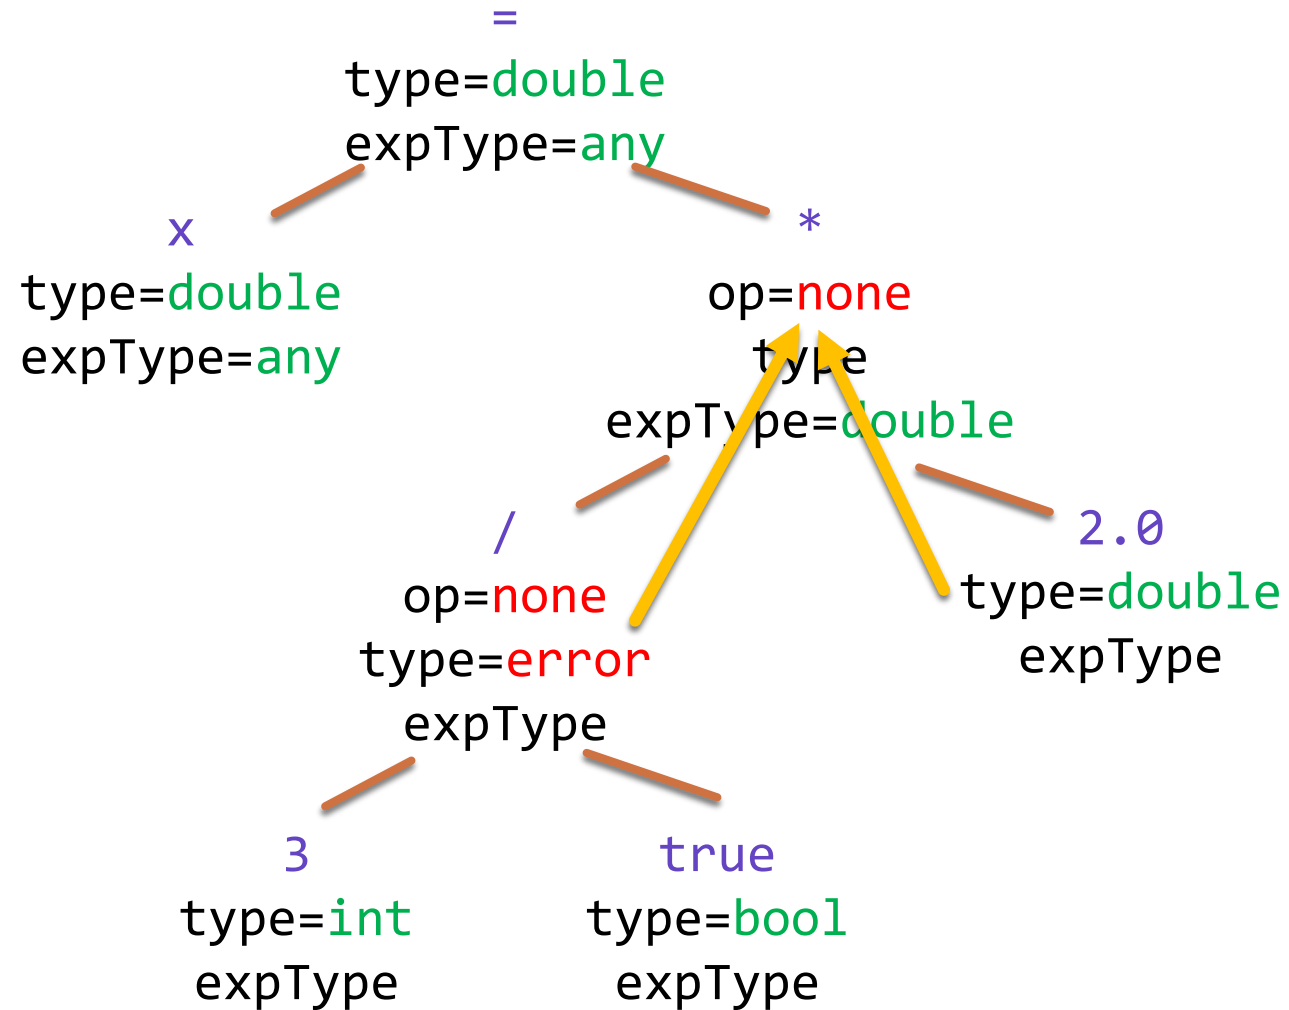 =
type=double
expType=any
x
type=double
expType=any
*
op=none
type
expType=double
/
op=none
type=error
expType
2.0
type=double
expType
3
type=int
expType
true
type=bool
expType